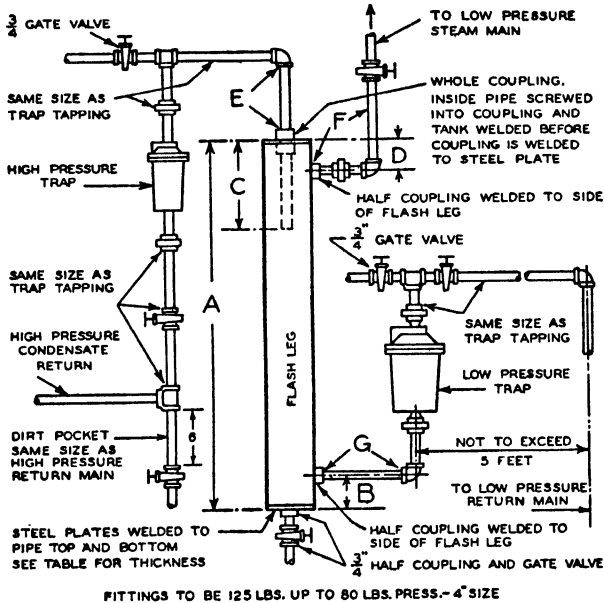 3/4" GATE VALVE
TO LOW PRESSURE
STEAM MAIN
SAME SIZE AS
TRAP TAPPING
E
F
WHOLE COUPLING.
INSIDE PIPE SCREWED
INTO COUPLING AND
TANK WELDED BEFORE
COUPLING IS WELDED
TO STEEL PLATE
HIGH PRESSURE
TRAP
C
D
HALF COUPLING WELDED TO SIDE
OF FLASH LEG
3/4"
GATE VALVE
SAME SIZE AS
TRAP TAPPING
A
SAME SIZE AS
TRAP TAPPING
HIGH PRESSURE
CONDENSATE
RETURN
FLASH LEG
LOW PRESSURE
TRAP
6
DIRT POCKET
SAME SIZE AS
HIGH PRESSURE
RETURN MAIN
G
NOT TO EXCEED
5 FEET
B
TO LOW PRESSURE
RETURN MAIN
STEEL PLATES WELDED TO
PIPE TOP AND BOTTOM
SEE TABLE FOR THICKNESS
HALF COUPLING WELDED TO
SIDE OF FLASH LEG
3/4" HALF COUPLING AND GATE VALVE
FITTINGS TO BE 125 LBS. UP TO 80 LBS. PRESS.-4" SIZE